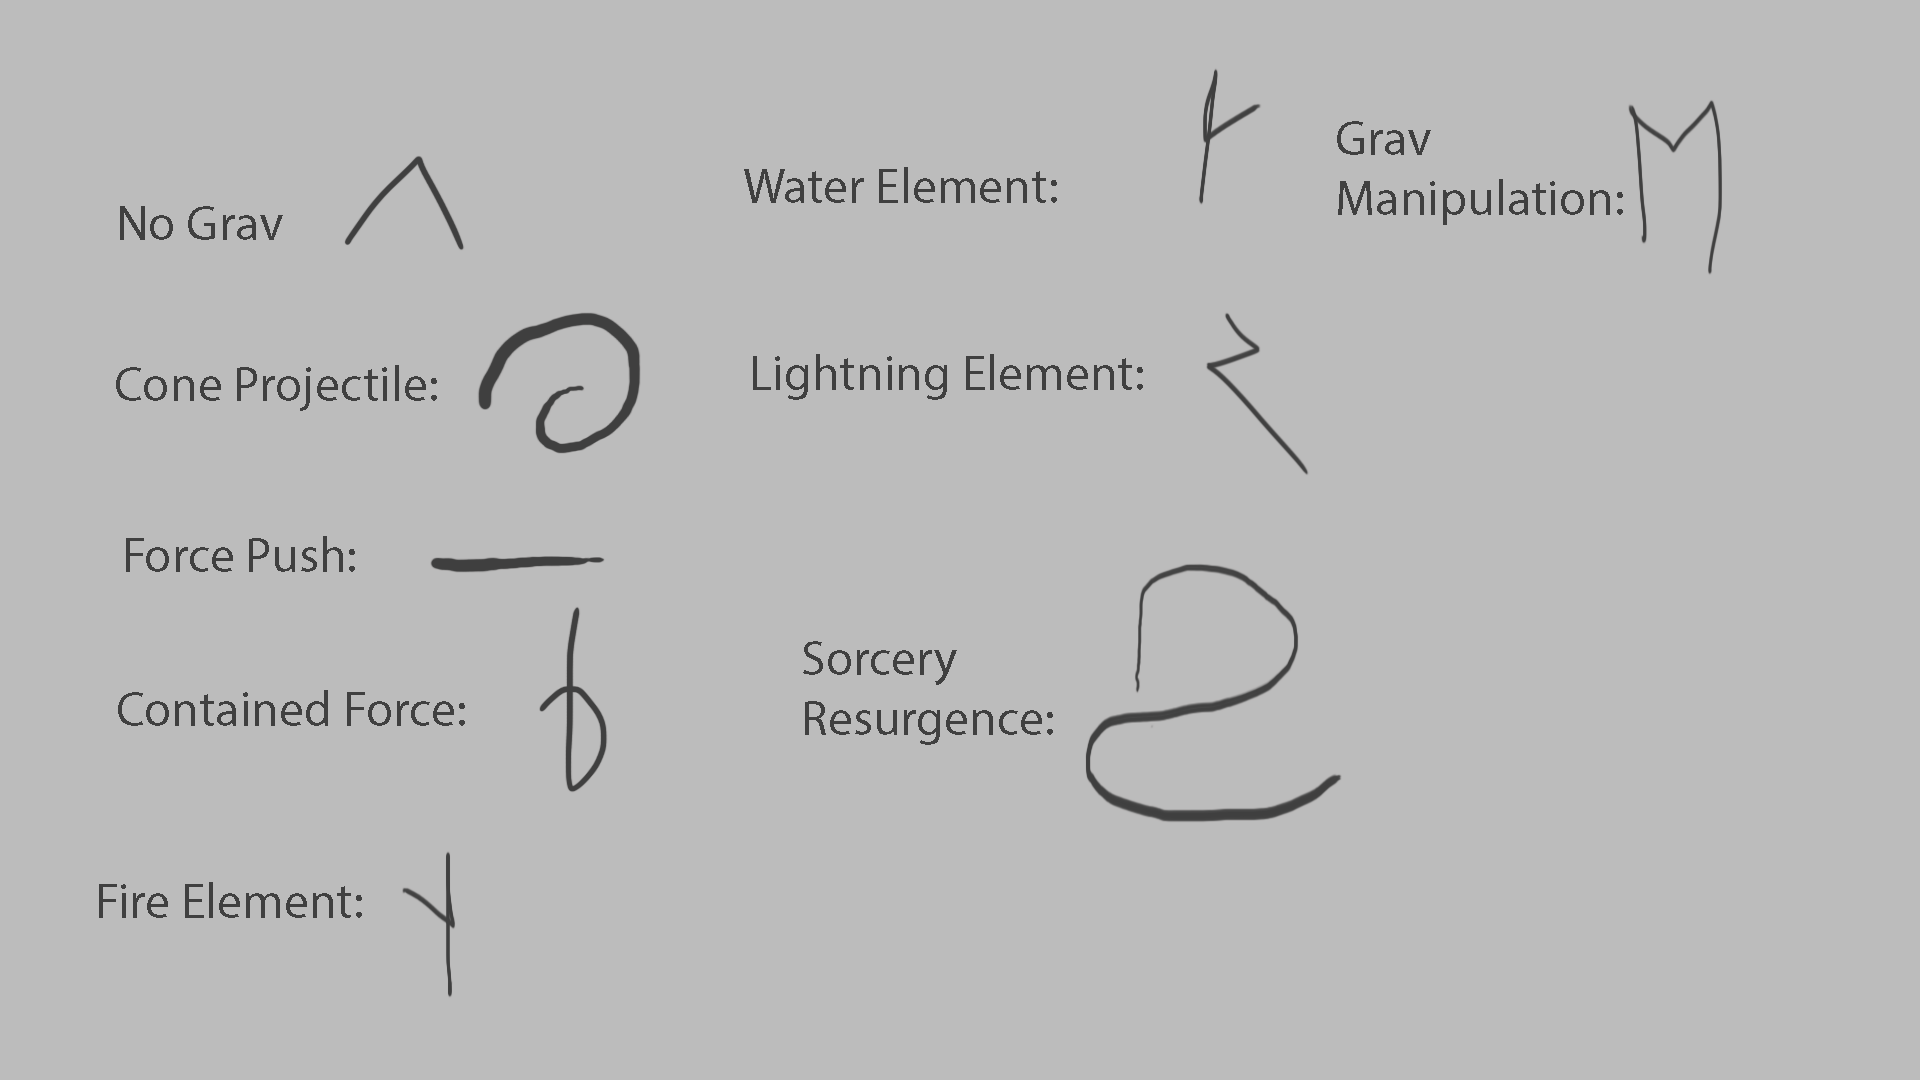 No Grav
Cone Projectile:
Force Push:
Contained Force:
Fire Element:
Water Element:
Lightning Element:
Sorcery
Resurgence:
Grav
Manipulation: